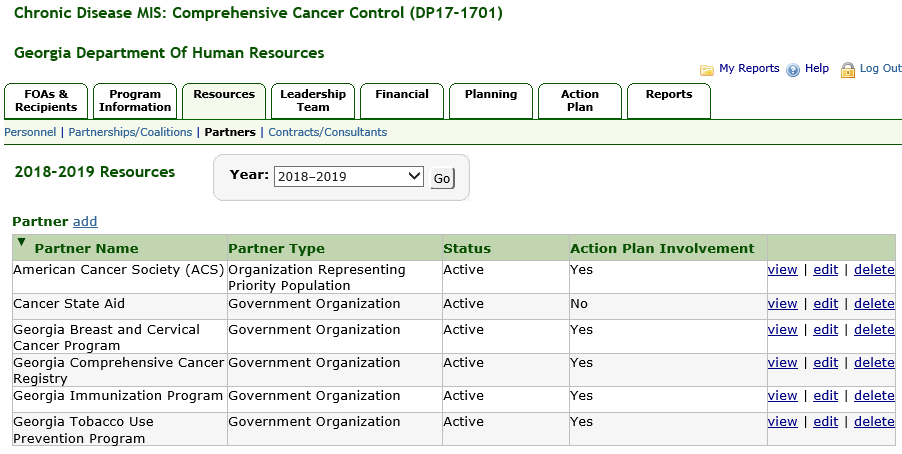 Chronic Disease MIS: Comprehensive Cancer Control (DP17-1701)
Georgia Department Of Human Resources
My Reports Help Log Out
FOAs & Recipients Program Information Resources Leadership Team Financial Planning Action Plan Reports
Personnel | Partnerships/Coalitions | Partners | Contracts/Consultants
2018-2019 Resources Year: 2018-2019 Go
Partner add
▼ Partner Name Partner Type Status Action Plan Involvement
American Cancer Society (ACS) Organization Representing Priority Population Active Yes view | edit | delete
Cancer State Aid Government Organization Active No view | edit | delete
Georgia Breast and Cervical Cancer Program Government Organization Active Yes view | edit | delete
Georgia Comprehensive Cancer Registry Government Organization Active Yes view | edit | delete
Georgia Immunization Program Government Organization Active Yes view | edit | delete
Georgia Tobacco Use Prevention Program Government Organization Active Yes view | edit | delete